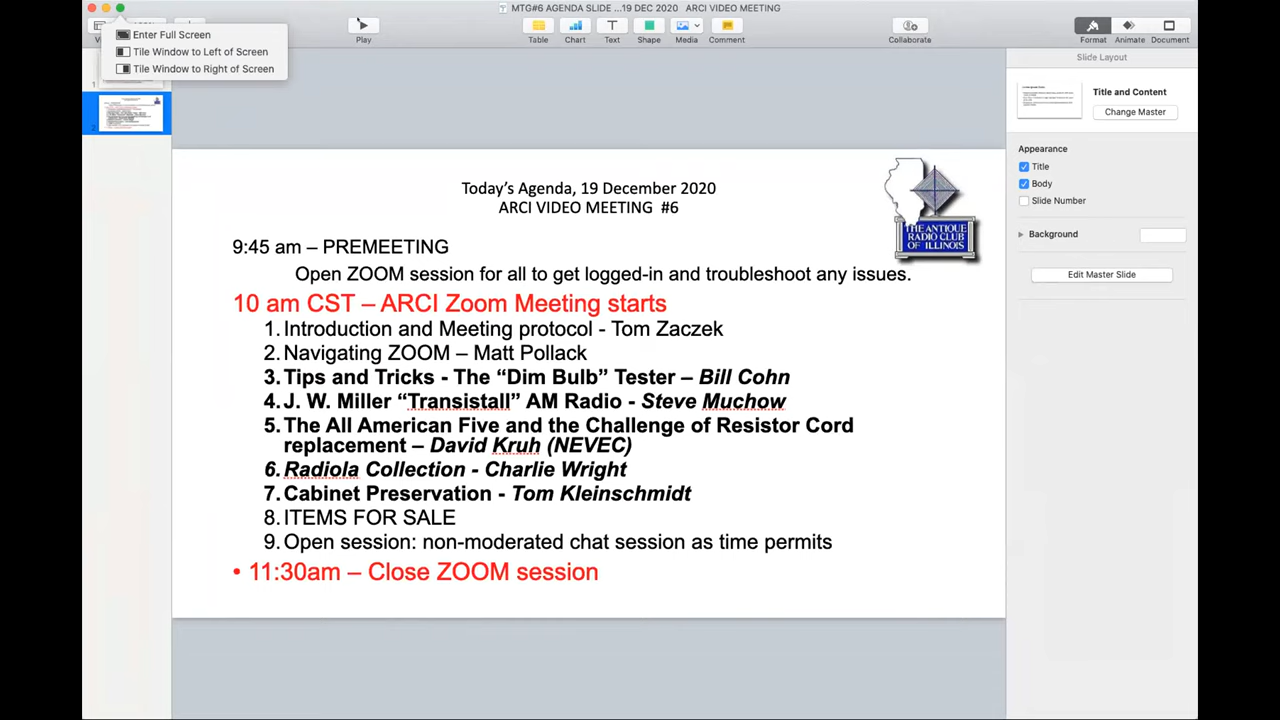 MTG#6 AGENDA SLIDE ...19 DEC 2020 ARCI VIDEO MEETING
Enter Full Screen
Tile Window to Left of Screen
Tile Window to Right of Screen
Play
Table
Chart
Text
Shape
Media
Comment
Collaborate
Format
Animate
Document
1
2
Slide Layout
Title and Content
Change Master
Appearance
Title
Body
Slide Number
Background
Edit Master Slide
Today’s Agenda, 19 December 2020
ARCI VIDEO MEETING #6
THE ANTIQUE
RADIO CLUB
OF ILLINOIS
9:45 am – PREMEETING
Open ZOOM session for all to get logged-in and troubleshoot any issues.
10 am CST – ARCI Zoom Meeting starts
1. Introduction and Meeting protocol - Tom Zaczek
2. Navigating ZOOM – Matt Pollack
3. Tips and Tricks - The “Dim Bulb” Tester – Bill Cohn
4. J. W. Miller “Transistall” AM Radio - Steve Muchow
5. The All American Five and the Challenge of Resistor Cord
replacement – David Kruh (NEVEC)
6. Radiola Collection - Charlie Wright
7. Cabinet Preservation - Tom Kleinschmidt
8. ITEMS FOR SALE
9. Open session: non-moderated chat session as time permits
• 11:30am – Close ZOOM session